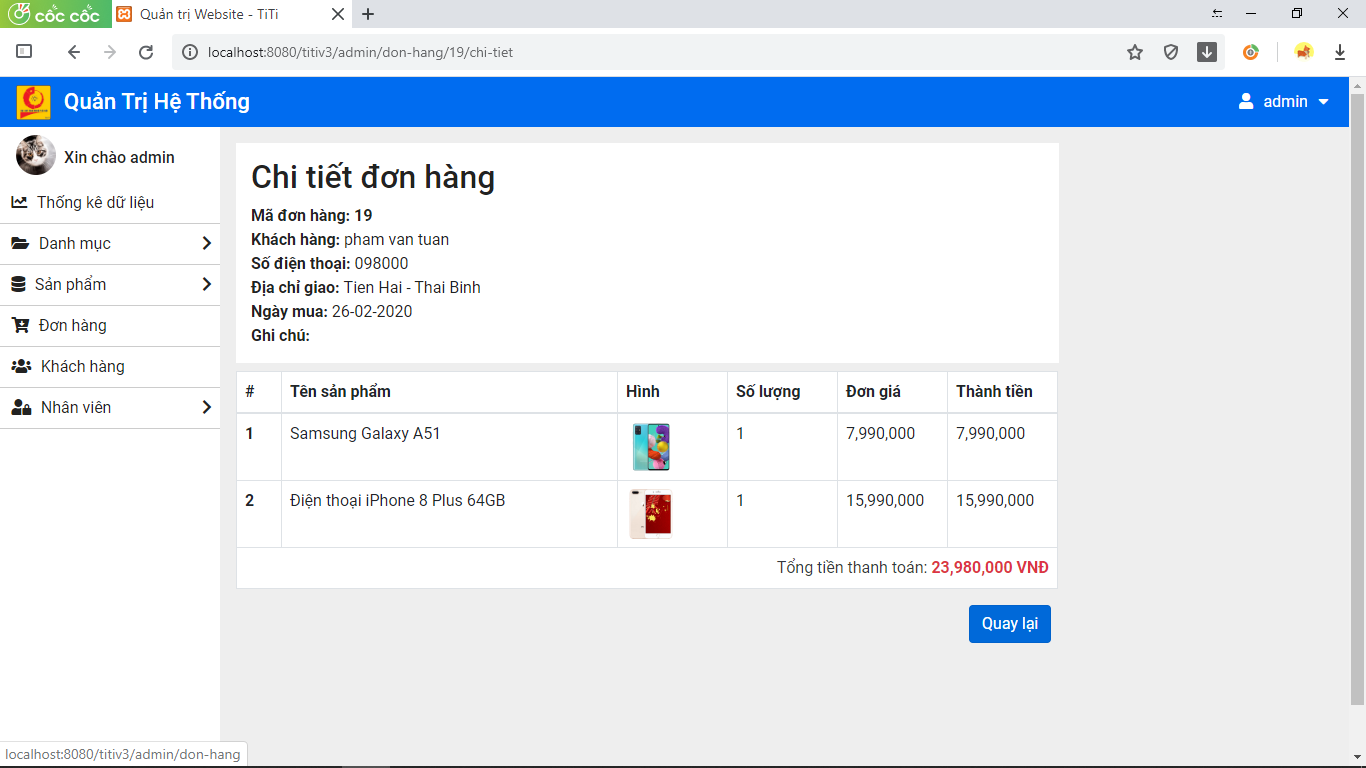 cốc cốc
Quản trị Website - TiTi
localhost:8080/titiv3/admin/don-hang/19/chi-tiet
Quản Trị Hệ Thống
admin
Xin chào admin
Thống kê dữ liệu
Danh mục
Sản phẩm
Đơn hàng
Khách hàng
Nhân viên
Chi tiết đơn hàng
Mã đơn hàng: 19
Khách hàng: pham van tuan
Số điện thoại: 098000
Địa chỉ giao: Tien Hai - Thai Binh
Ngày mua: 26-02-2020
Ghi chú:
# Tên sản phẩm Hình Số lượng Đơn giá Thành tiền
1 Samsung Galaxy A51 1 7,990,000 7,990,000
2 Điện thoại iPhone 8 Plus 64GB 1 15,990,000 15,990,000
Tổng tiền thanh toán: 23,980,000 VNĐ
Quay lại
localhost:8080/titiv3/admin/don-hang